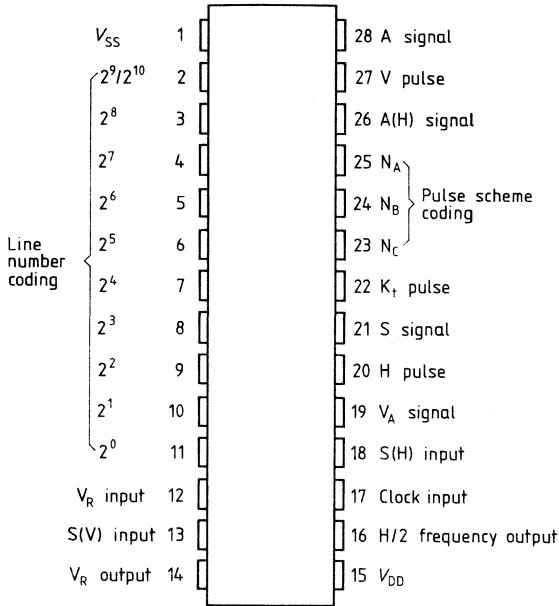 V_SS 1
2^9/2^10 2
2^8 3
2^7 4
2^6 5
2^5 6
2^4 7
2^3 8
2^2 9
2^1 10
2^0 11
Line
number
coding
V_R input 12
S(V) input 13
V_R output 14
28 A signal
27 V pulse
26 A(H) signal
25 N_A
24 N_B
23 N_C
Pulse scheme
coding
22 K_t pulse
21 S signal
20 H pulse
19 V_A signal
18 S(H) input
17 Clock input
16 H/2 frequency output
15 V_DD